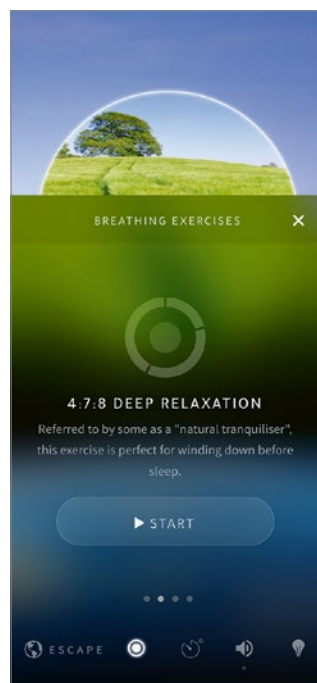 BREATHING EXERCISES
4:7:8 DEEP RELAXATION
Referred to by some as a "natural tranquiliser",
this exercise is perfect for winding down before
sleep.
START
ESCAPE